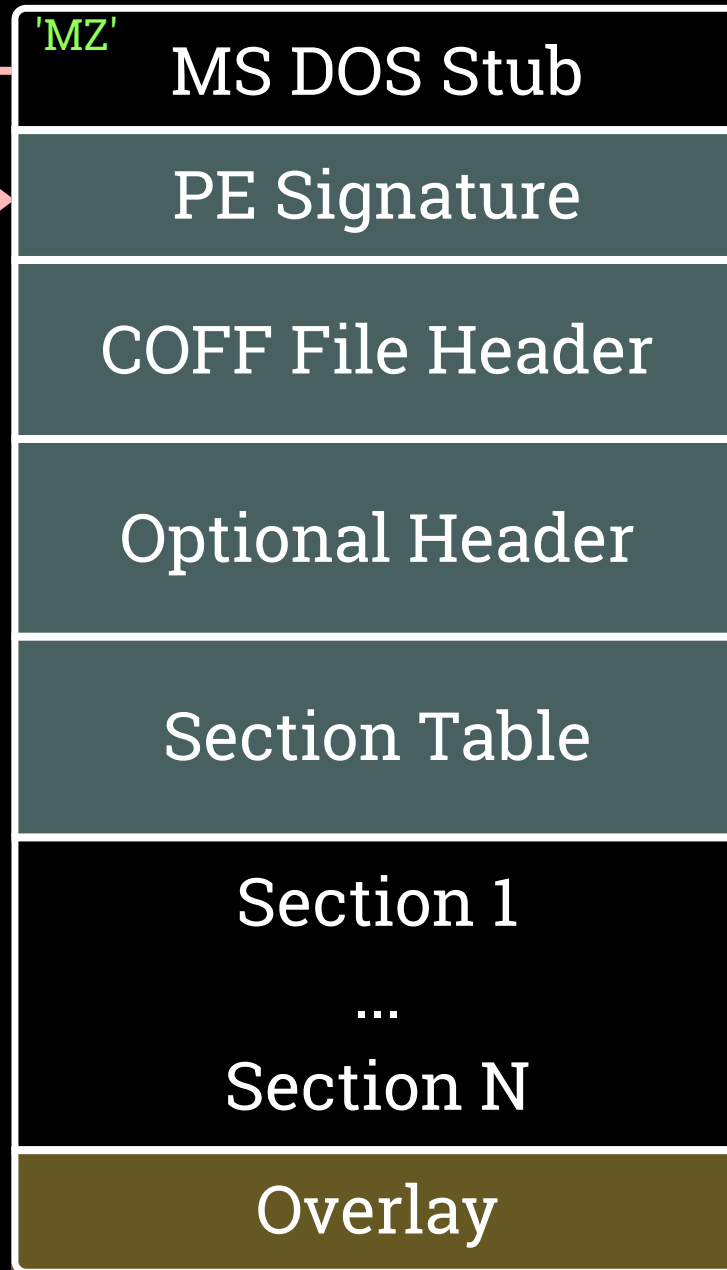 'MZ'
MS DOS Stub
PE Signature
COFF File Header
Optional Header
Section Table
Section 1
...
Section N
Overlay